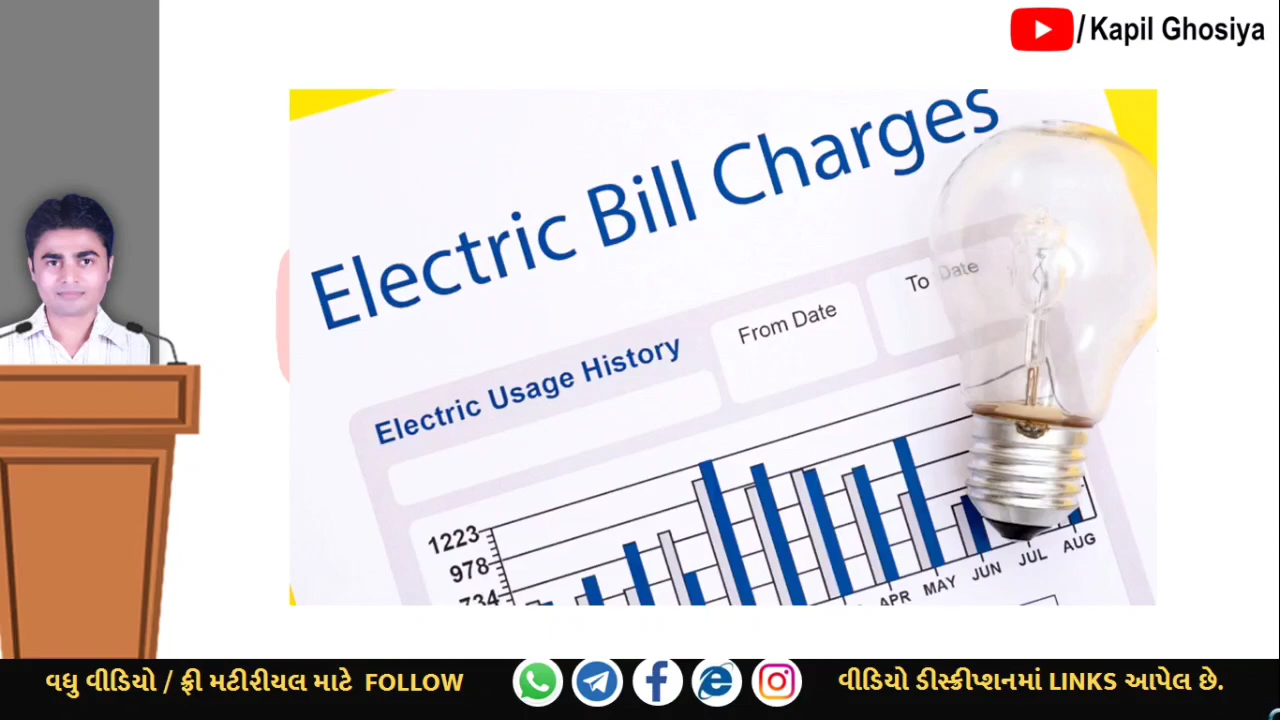 /Kapil Ghosiya
Electric Bill Charges
Electric Usage History
From Date
To Date
1223
978
734
APR MAY JUN JUL AUG
વધુ વીડિયો / ફ્રી મટીરીયલ માટે FOLLOW
વીડિયો ડીસ્ક્રીપ્શનમાં LINKS આપેલ છે.